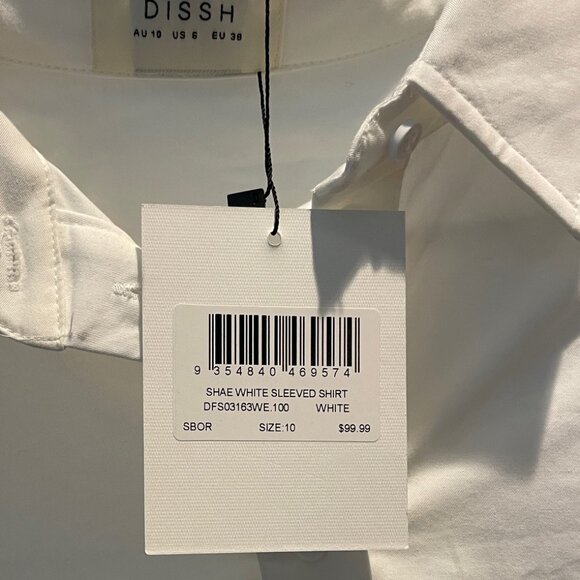 DISSH
AU 10 US 6 EU 38
9 354840 469574
SHAE WHITE SLEEVED SHIRT
DFS03163WE.100 WHITE
SBOR SIZE:10 $99.99